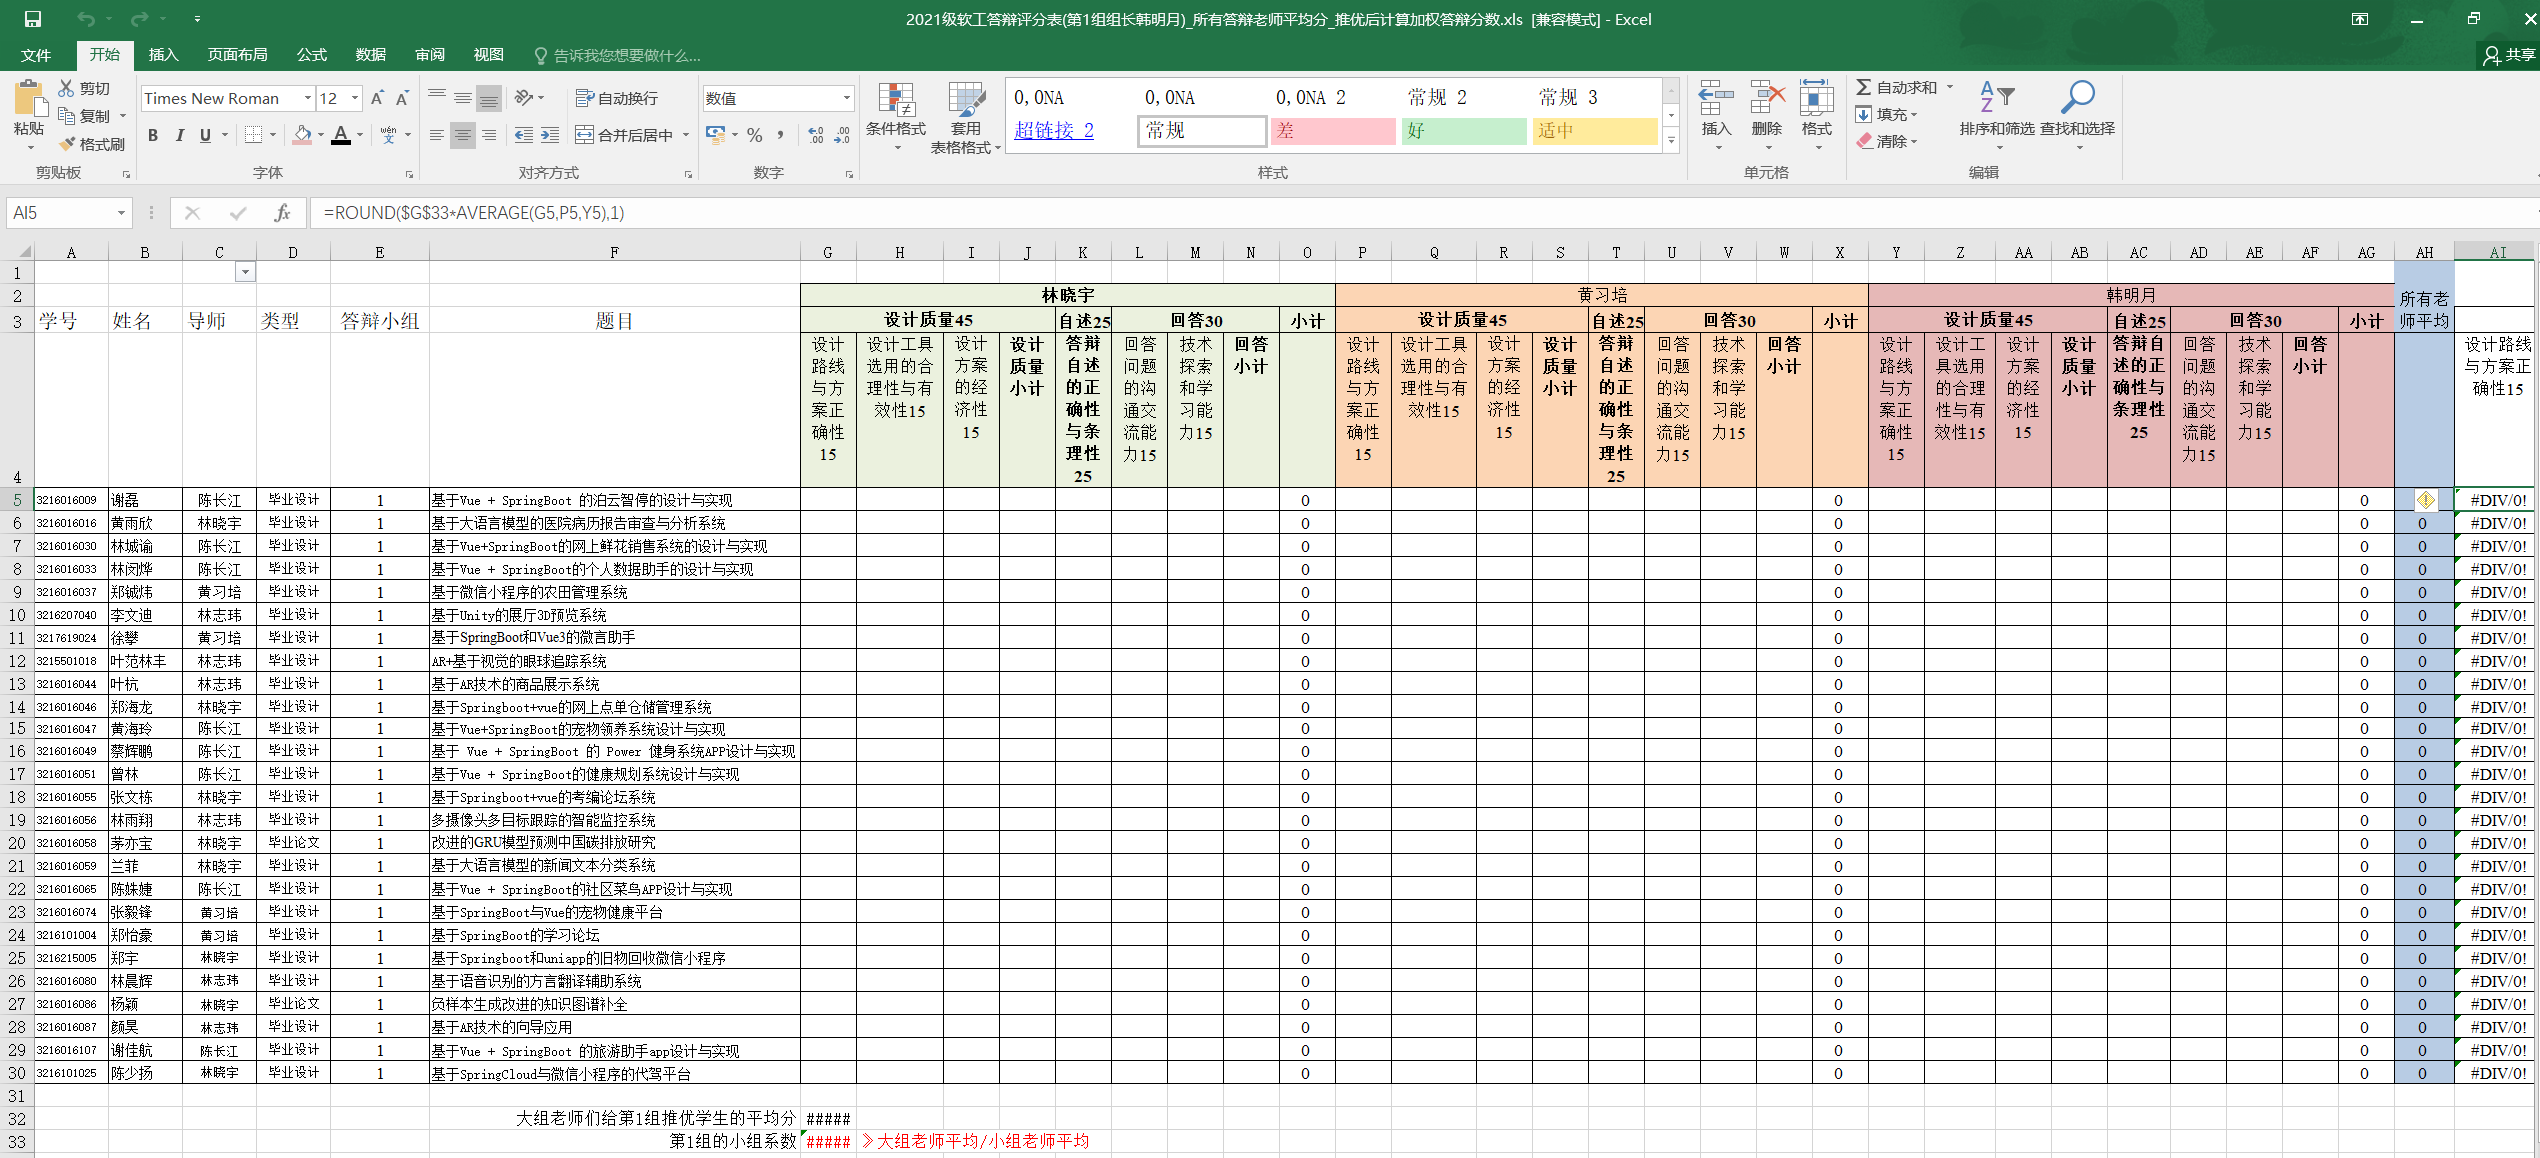 2021级软工答辩评分表(第1组组长韩明月)_所有答辩老师平均分_推优后计算加权答辩分数.xls [兼容模式] - Excel
文件 开始 插入 页面布局 公式 数据 审阅 视图 告诉我您想要做什么... 共享
粘贴 剪切 复制 格式刷 剪贴板
Times New Roman 12 B I U A wén 文 字体
自动换行 合并后居中 对齐方式
数值 % , 数字
条件格式 套用表格格式
0,0NA 0,0NA 0,0NA 2 常规 2 常规 3
超链接 2 常规 差 好 适中 样式
插入 删除 格式 单元格
自动求和 填充 清除 排序和筛选 查找和选择 编辑
AI5 fx =ROUND($G$33*AVERAGE(G5,P5,Y5),1)
A B C D E F G H I J K L M N O P Q R S T U V W X Y Z AA AB AC AD AE AF AG AH AI
1
2 林晓宇 黄习培 韩明月 所有老师平均
3 学号 姓名 导师 类型 答辩小组 题目 设计质量45 自述25 回答30 小计 设计质量45 自述25 回答30 小计 设计质量45 自述25 回答30 小计
4 设计路线与方案正确性15 设计工具选用的合理性与有效性15 设计方案的经济性15 设计质量小计 答辩自述的正确性与条理性25 回答问题的沟通交流能力15 技术探索和学习能力15 回答小计 设计路线与方案正确性15 设计工具选用的合理性与有效性15 设计方案的经济性15 设计质量小计 答辩自述的正确性与条理性25 回答问题的沟通交流能力15 技术探索和学习能力15 回答小计 设计路线与方案正确性15 设计工具选用的合理性与有效性15 设计方案的经济性15 设计质量小计 答辩自述的正确性与条理性25 回答问题的沟通交流能力15 技术探索和学习能力15 回答小计 设计路线与方案正确性15
5 3216016009 谢磊 陈长江 毕业设计 1 基于Vue + SpringBoot 的泊云智停的设计与实现 0 0 0 #DIV/0!
6 3216016016 黄雨欣 林晓宇 毕业设计 1 基于大语言模型的医院病历报告审查与分析系统 0 0 0 0 #DIV/0!
7 3216016030 林城谕 陈长江 毕业设计 1 基于Vue+SpringBoot的网上鲜花销售系统的设计与实现 0 0 0 0 #DIV/0!
8 3216016033 林闵烨 陈长江 毕业设计 1 基于Vue + SpringBoot的个人数据助手的设计与实现 0 0 0 0 #DIV/0!
9 3216016037 郑铖炜 黄习培 毕业设计 1 基于微信小程序的农田管理系统 0 0 0 0 #DIV/0!
10 3216207040 李文迪 林志玮 毕业设计 1 基于Unity的展厅3D预览系统 0 0 0 0 #DIV/0!
11 3217619024 徐攀 黄习培 毕业设计 1 基于SpringBoot和Vue3的微言助手 0 0 0 0 #DIV/0!
12 3215501018 叶范林丰 林志玮 毕业设计 1 AR+基于视觉的眼球追踪系统 0 0 0 0 #DIV/0!
13 3216016044 叶杭 林志玮 毕业设计 1 基于AR技术的商品展示系统 0 0 0 0 #DIV/0!
14 3216016046 郑海龙 林晓宇 毕业设计 1 基于Springboot+vue的网上点单仓储管理系统 0 0 0 0 #DIV/0!
15 3216016047 黄海玲 陈长江 毕业设计 1 基于Vue+SpringBoot的宠物领养系统设计与实现 0 0 0 0 #DIV/0!
16 3216016049 蔡辉鹏 陈长江 毕业设计 1 基于 Vue + SpringBoot 的 Power 健身系统APP设计与实现 0 0 0 0 #DIV/0!
17 3216016051 曾林 陈长江 毕业设计 1 基于Vue + SpringBoot的健康规划系统设计与实现 0 0 0 0 #DIV/0!
18 3216016055 张文栋 林晓宇 毕业设计 1 基于Springboot+vue的考编论坛系统 0 0 0 0 #DIV/0!
19 3216016056 林雨翔 林志玮 毕业设计 1 多摄像头多目标跟踪的智能监控系统 0 0 0 0 #DIV/0!
20 3216016058 茅亦宝 林晓宇 毕业论文 1 改进的GRU模型预测中国碳排放研究 0 0 0 0 #DIV/0!
21 3216016059 兰菲 林晓宇 毕业设计 1 基于大语言模型的新闻文本分类系统 0 0 0 0 #DIV/0!
22 3216016065 陈姝婕 陈长江 毕业设计 1 基于Vue + SpringBoot的社区菜鸟APP设计与实现 0 0 0 0 #DIV/0!
23 3216016074 张毅锋 黄习培 毕业设计 1 基于SpringBoot与Vue的宠物健康平台 0 0 0 0 #DIV/0!
24 3216101004 郑怡豪 黄习培 毕业设计 1 基于SpringBoot的学习论坛 0 0 0 0 #DIV/0!
25 3216215005 郑宇 林晓宇 毕业设计 1 基于Springboot和uniapp的旧物回收微信小程序 0 0 0 0 #DIV/0!
26 3216016080 林晨辉 林志玮 毕业设计 1 基于语音识别的方言翻译辅助系统 0 0 0 0 #DIV/0!
27 3216016086 杨颖 林晓宇 毕业论文 1 负样本生成改进的知识图谱补全 0 0 0 0 #DIV/0!
28 3216016087 颜昊 林志玮 毕业设计 1 基于AR技术的向导应用 0 0 0 0 #DIV/0!
29 3216016107 谢佳航 陈长江 毕业设计 1 基于Vue + SpringBoot 的旅游助手app设计与实现 0 0 0 0 #DIV/0!
30 3216101025 陈少扬 林晓宇 毕业设计 1 基于SpringCloud与微信小程序的代驾平台 0 0 0 0 #DIV/0!
31
32 大组老师们给第1组推优学生的平均分 #####
33 第1组的小组系数 ##### 》大组老师平均/小组老师平均